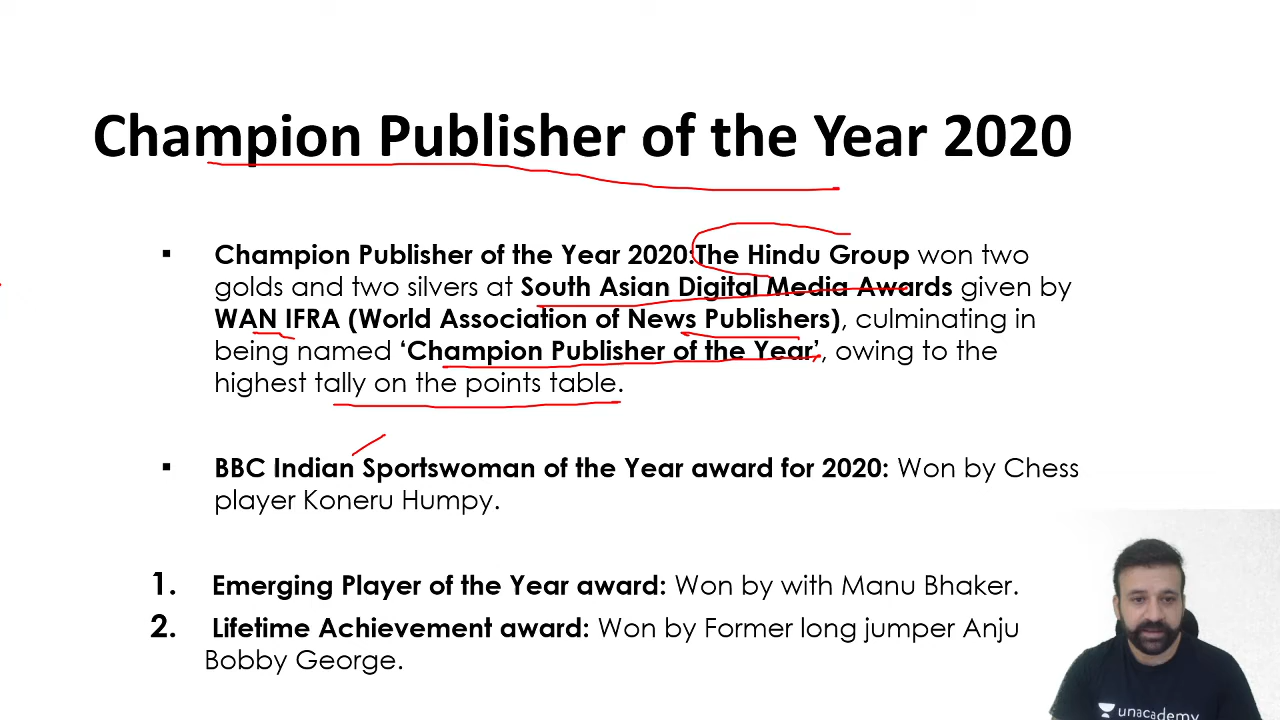 Champion Publisher of the Year 2020
▪ Champion Publisher of the Year 2020:The Hindu Group won two
golds and two silvers at South Asian Digital Media Awards given by
WAN IFRA (World Association of News Publishers), culminating in
being named ‘Champion Publisher of the Year’, owing to the
highest tally on the points table.
▪ BBC Indian Sportswoman of the Year award for 2020: Won by Chess
player Koneru Humpy.
1. Emerging Player of the Year award: Won by with Manu Bhaker.
2. Lifetime Achievement award: Won by Former long jumper Anju
Bobby George.
unacademy